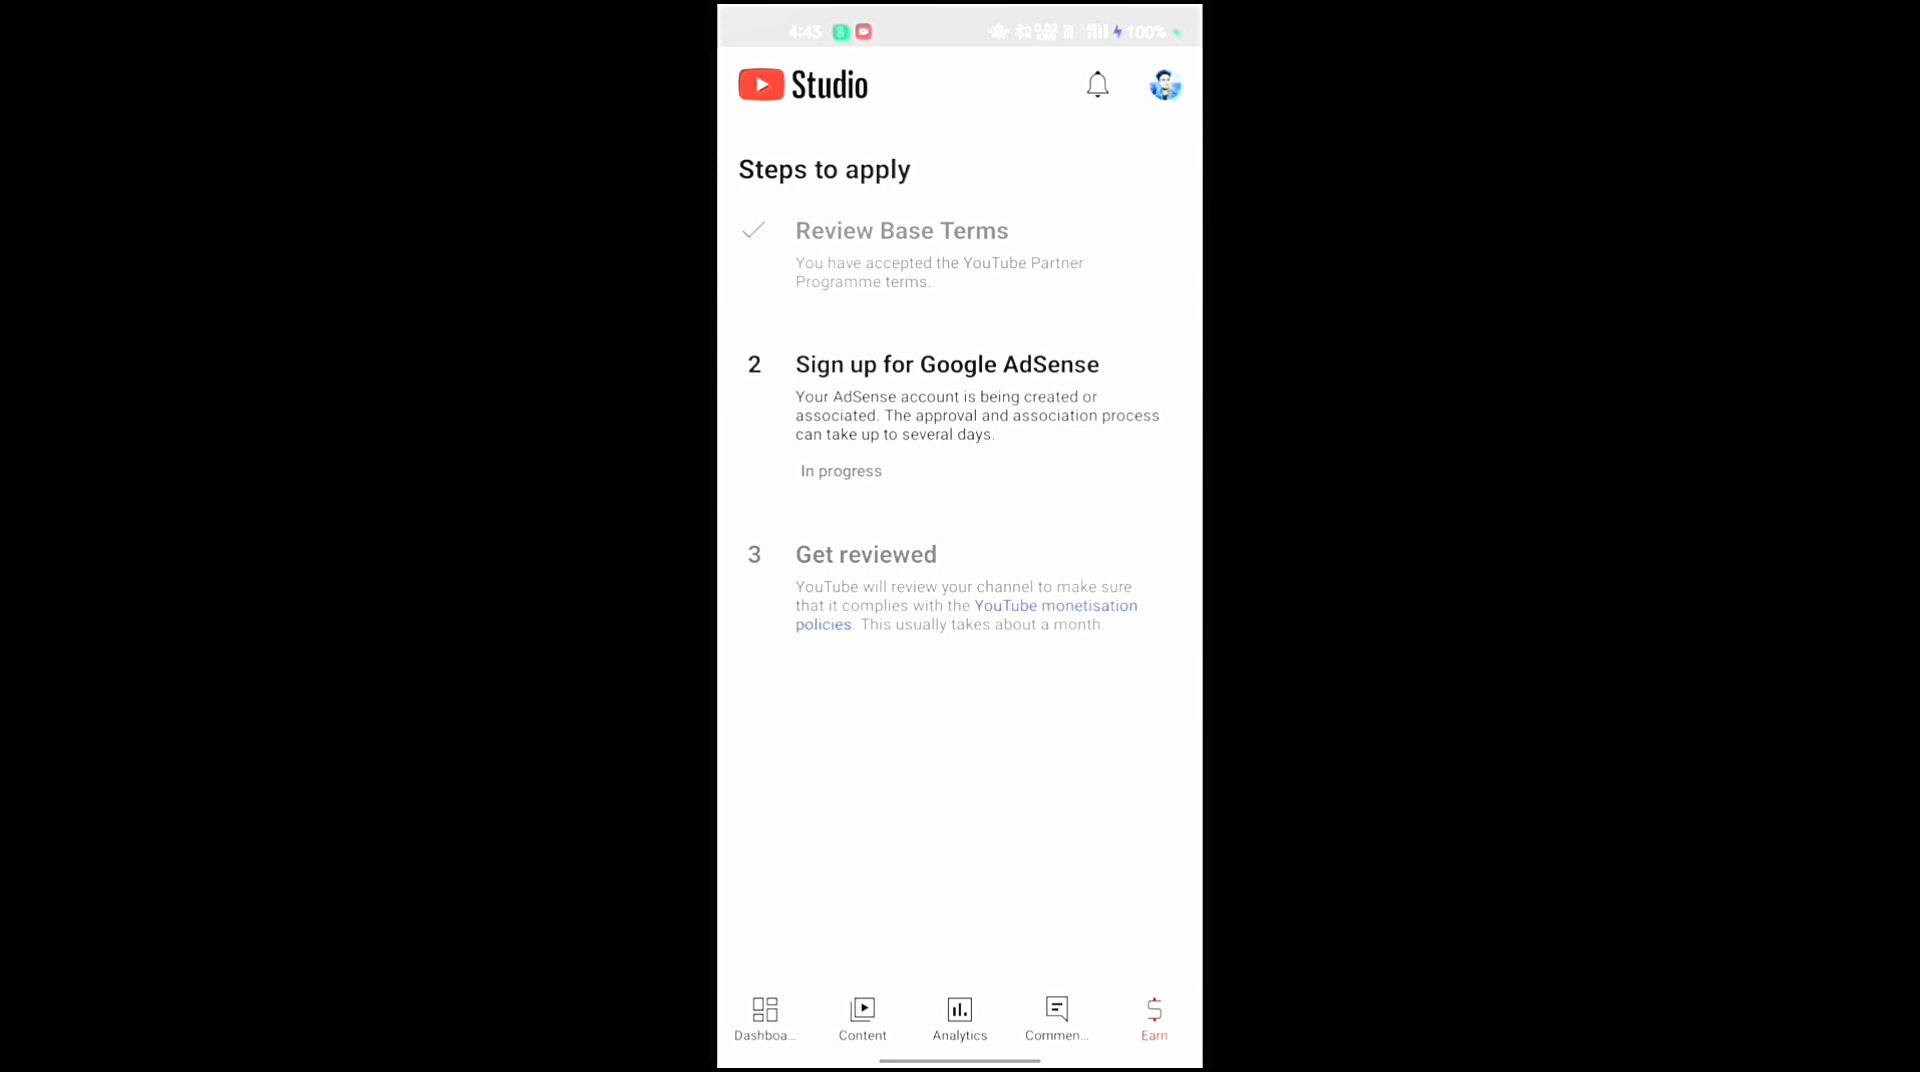 4:43
100%
Studio
Steps to apply
Review Base Terms
You have accepted the YouTube Partner
Programme terms.
2 Sign up for Google AdSense
Your AdSense account is being created or
associated. The approval and association process
can take up to several days.
In progress
3 Get reviewed
YouTube will review your channel to make sure
that it complies with the YouTube monetisation
policies. This usually takes about a month.
Dashboa... Content Analytics Commen... Earn